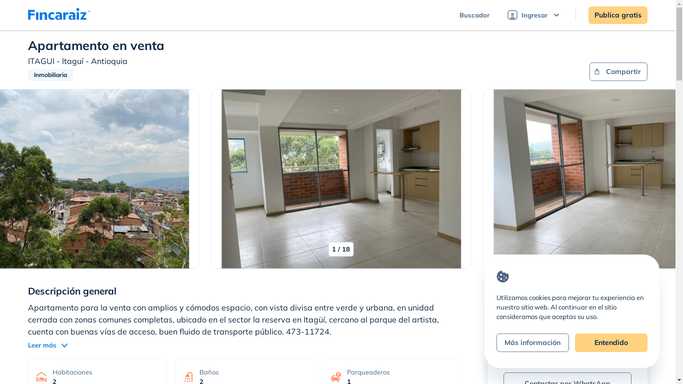 Fincaraiz
Buscador
Ingresar
Publica gratis
Apartamento en venta
ITAGUI - Itaguí - Antioquia
Inmobiliaria
Compartir
1 / 18
Descripción general
Apartamento para la venta con amplios y cómodos espacio, con vista divisa entre verde y urbana, en unidad
cerrada con zonas comunes completas, ubicado en el sector la reserva en Itagüí, cercano al parque del artista,
cuenta con buenas vías de acceso, buen fluido de transporte público. 473-11724.
Leer más
Habitaciones
2
Baños
2
Parqueaderos
1
Utilizamos cookies para mejorar tu experiencia en
nuestro sitio web. Al continuar en el sitio
consideramos que aceptas su uso.
Más información
Entendido
Contactar por WhatsApp